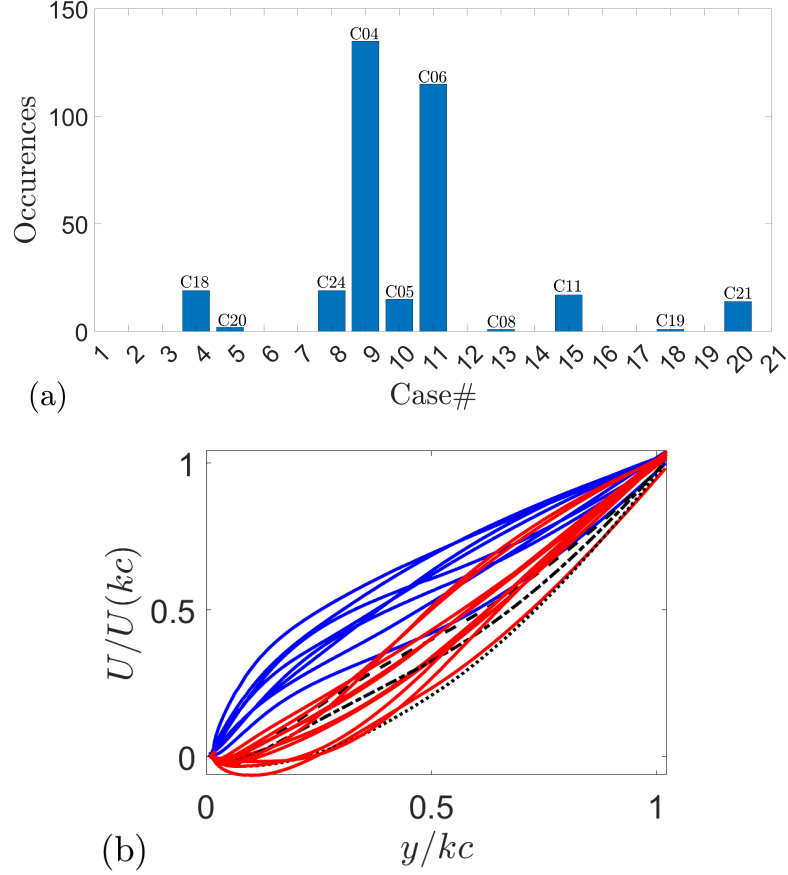 150
C04
C06
100
Occurences
50
C18
C24
C05
C11
C21
C20
C08
C19
0
1 2 3 4 5 6 7 8 9 10 11 12 13 14 15 16 17 18 19 20 21
Case#
(a)
1
U/U(kc)
0.5
0
0 0.5 1
y/kc
(b)